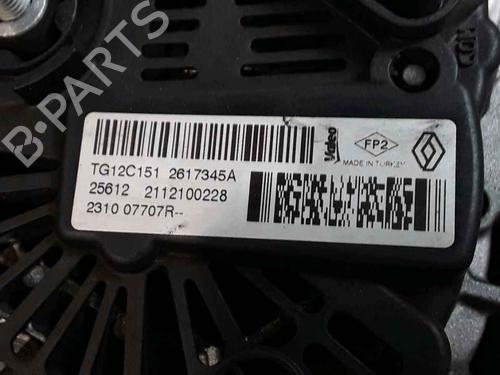 B-PARTS
Valeo
FP2
MADE IN TURKEY
TG12C151 2617345A
25612 2112100228
2310 07707R--